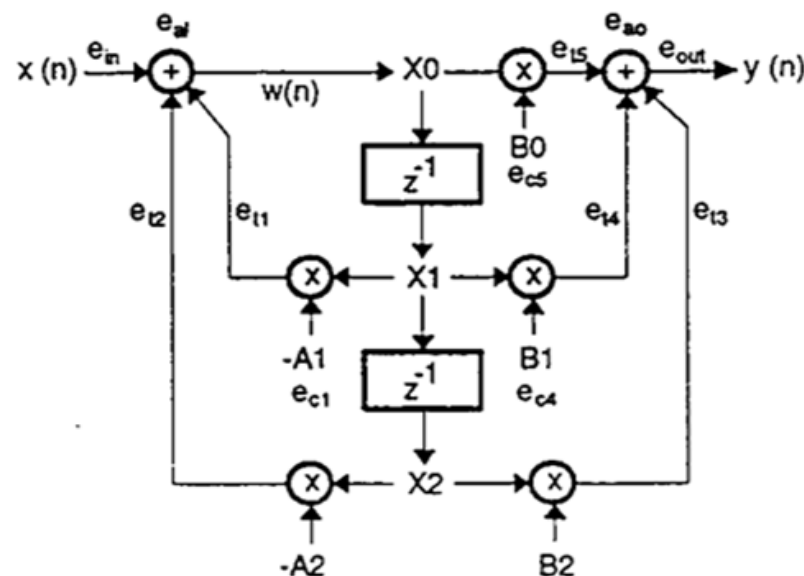 e_ai e_ao
x (n) e_in + w(n) X0 x e_t5 + e_out y (n)
B0
e_c5
z^-1
e_t2 e_t1 e_t4 e_t3
x X1 x
-A1 B1
e_c1 e_c4
z^-1
x X2 x
-A2 B2